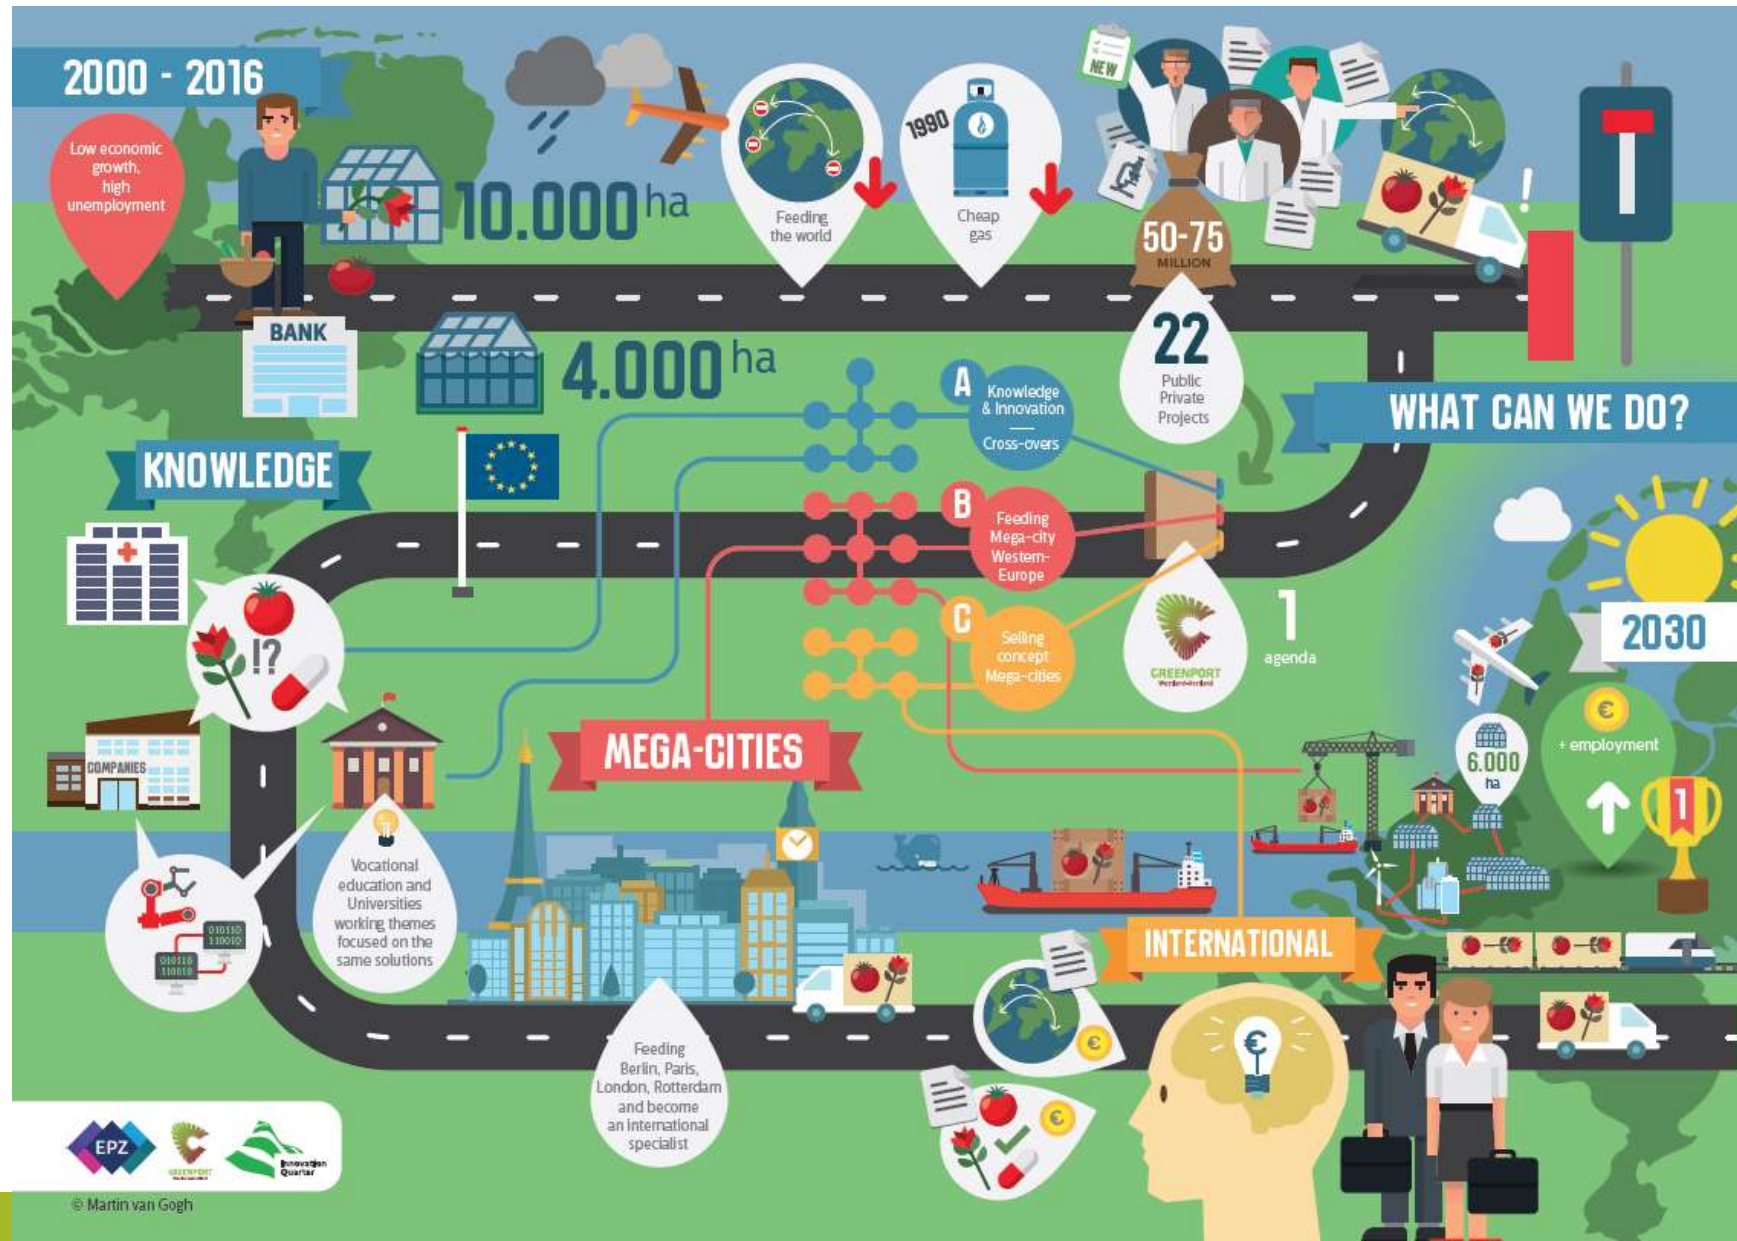 2000 - 2016
Low economic
growth,
high
unemployment
10.000 ha
Feeding
the world
1990
Cheap
gas
NEW
50-75
MILLION
!
BANK
4.000 ha
22
Public
Private
Projects
WHAT CAN WE DO?
A
Knowledge
& Innovation
Cross-overs
KNOWLEDGE
B
Feeding
Mega-city
Western-
Europe
C
Selling
concept
Mega-cities
GREENPORT
1
agenda
2030
!?
MEGA-CITIES
COMPANIES
6.000
ha
€
+ employment
1
Vocational
education and
Universities
working themes
focused on the
same solutions
010110
110010
010110
110010
INTERNATIONAL
€
€
€
Feeding
Berlin, Paris,
London, Rotterdam
and become
an international
specialist
EPZ
GREENPORT
Innovation
Quarter
© Martin van Gogh